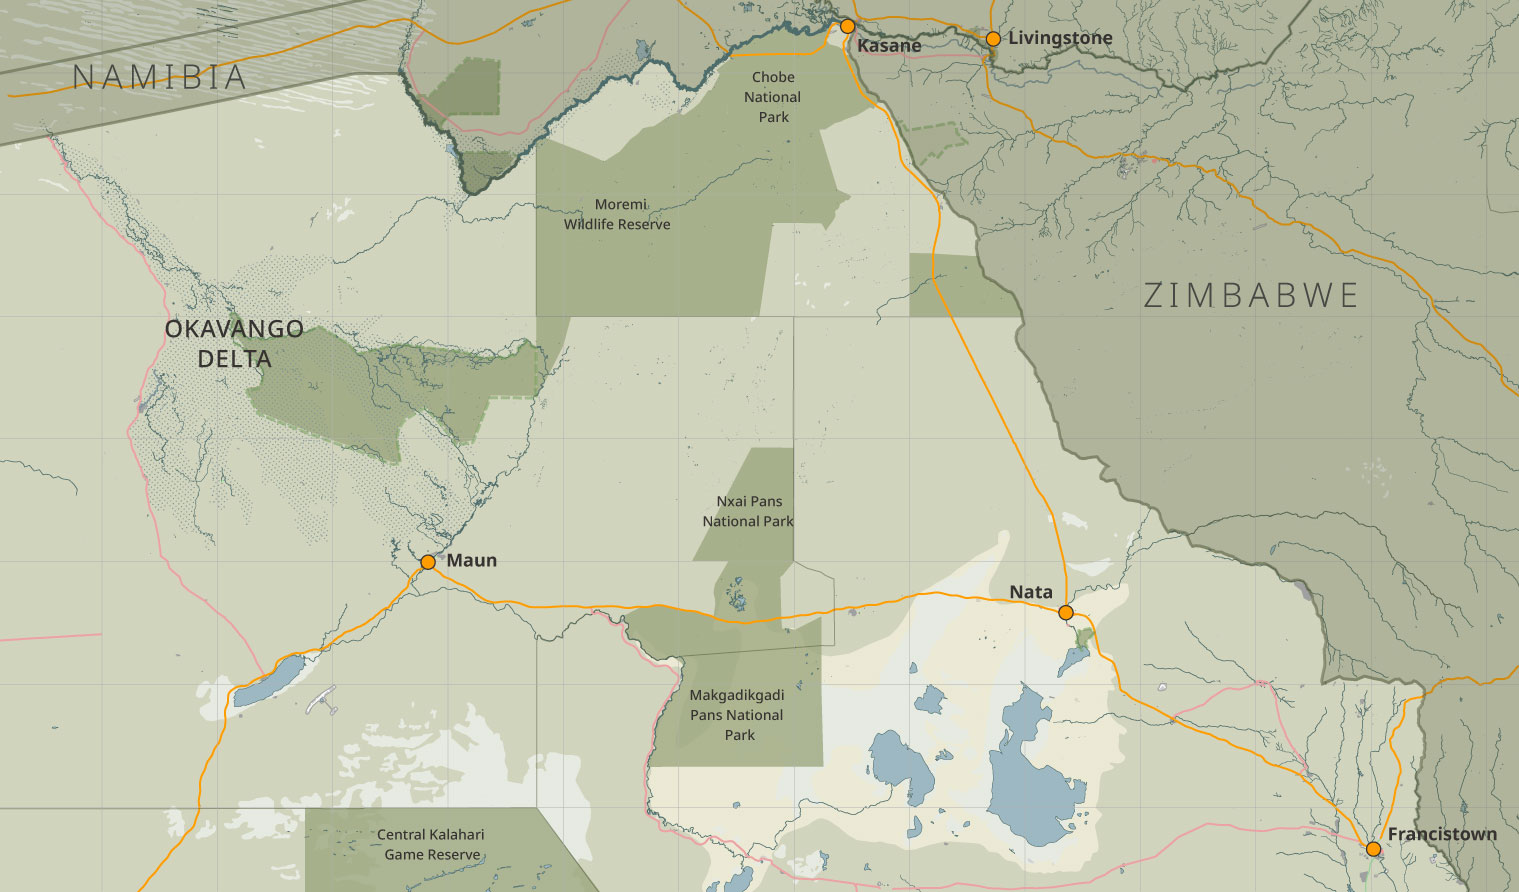 Kasane
Livingstone
NAMIBIA
Chobe
National
Park
Moremi
Wildlife Reserve
ZIMBABWE
OKAVANGO
DELTA
Nxai Pans
National Park
Maun
Nata
Makgadikgadi
Pans National
Park
Central Kalahari
Game Reserve
Francistown